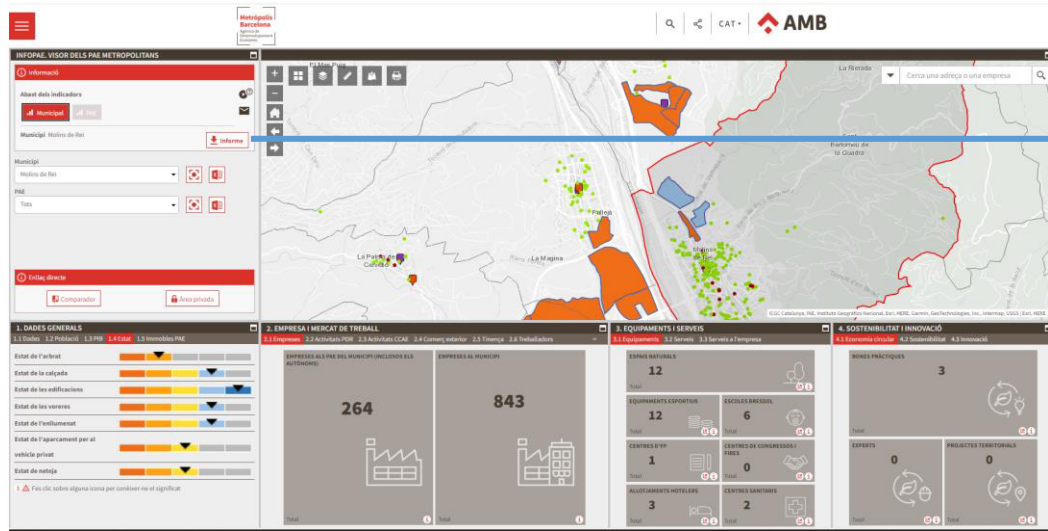 Metròpolis
Barcelona
Agència de
Desenvolupament
Econòmic
CAT
AMB
INFOPAE. VISOR DELS PAE METROPOLITANS
Informació
Abast dels indicadors
Municipal
PAE
Municipi Molins de Rei
Informe
Municipi
Molins de Rei
PAE
Tots
Enllaç directe
Comparador
Àrea privada
Cerca una adreça o una empresa
La Rierada
Sant
Bartomeu de
la Quadra
Pallejà
La Palma de
Cervelló
La Magina
Molins
de Rei
1. DADES GENERALS
1.1 Dades 1.2 Població 1.3 PIB 1.4 Estat 1.5 Immobles PAE
Estat de l'arbrat
Estat de la calçada
Estat de les edificacions
Estat de les voreres
Estat de l'enllumenat
Estat de l'aparcament per al
vehicle privat
Estat de neteja
Fes clic sobre alguna icona per conèixer ne el significat
2. EMPRESA I MERCAT DE TREBALL
2.1 Empreses 2.2 Activitats PDR 2.3 Activitats CCAE 2.4 Comerç exterior 2.5 Tinença 2.6 Treballadors
EMPRESES ALS PAE DEL MUNICIPI (INCLOSOS ELS
AUTÒNOMS)
264
Total
EMPRESES AL MUNICIPI
843
Total
3. EQUIPAMENTS I SERVEIS
3.1 Equipaments 3.2 Serveis 3.3 Serveis a l'empresa
ESPAIS NATURALS
12
Total
EQUIPAMENTS ESPORTIUS
12
Total
ESCOLES BRESSOL
6
Total
CENTRES D'FP
1
Total
CENTRES DE CONGRESSOS I
FIRES
0
Total
ALLOTJAMENTS HOTELERS
3
Total
CENTRES SANITARIS
2
Total
4. SOSTENIBILITAT I INNOVACIÓ
4.1 Economia circular 4.2 Sostenibilitat 4.3 Innovació
BONES PRÀCTIQUES
3
Total
EXPERTS
0
Total
PROJECTES TERRITORIALS
0
Total